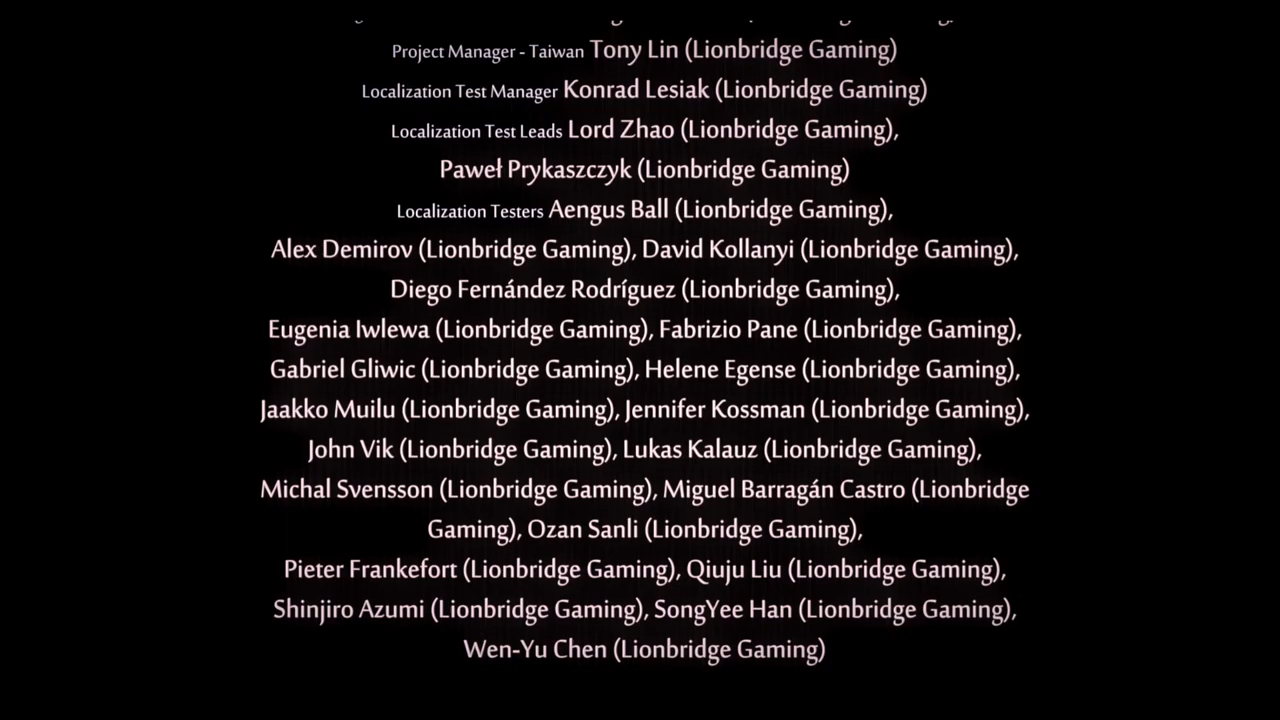 Project Manager - Taiwan Tony Lin (Lionbridge Gaming)
Localization Test Manager Konrad Lesiak (Lionbridge Gaming)
Localization Test Leads Lord Zhao (Lionbridge Gaming),
Paweł Prykaszczyk (Lionbridge Gaming)
Localization Testers Aengus Ball (Lionbridge Gaming),
Alex Demirov (Lionbridge Gaming), David Kollanyi (Lionbridge Gaming),
Diego Fernández Rodríguez (Lionbridge Gaming),
Eugenia Iwlewa (Lionbridge Gaming), Fabrizio Pane (Lionbridge Gaming),
Gabriel Gliwic (Lionbridge Gaming), Helene Egense (Lionbridge Gaming),
Jaakko Muilu (Lionbridge Gaming), Jennifer Kossman (Lionbridge Gaming),
John Vik (Lionbridge Gaming), Lukas Kalauz (Lionbridge Gaming),
Michal Svensson (Lionbridge Gaming), Miguel Barragán Castro (Lionbridge
Gaming), Ozan Sanli (Lionbridge Gaming),
Pieter Frankefort (Lionbridge Gaming), Qiuju Liu (Lionbridge Gaming),
Shinjiro Azumi (Lionbridge Gaming), SongYee Han (Lionbridge Gaming),
Wen-Yu Chen (Lionbridge Gaming)